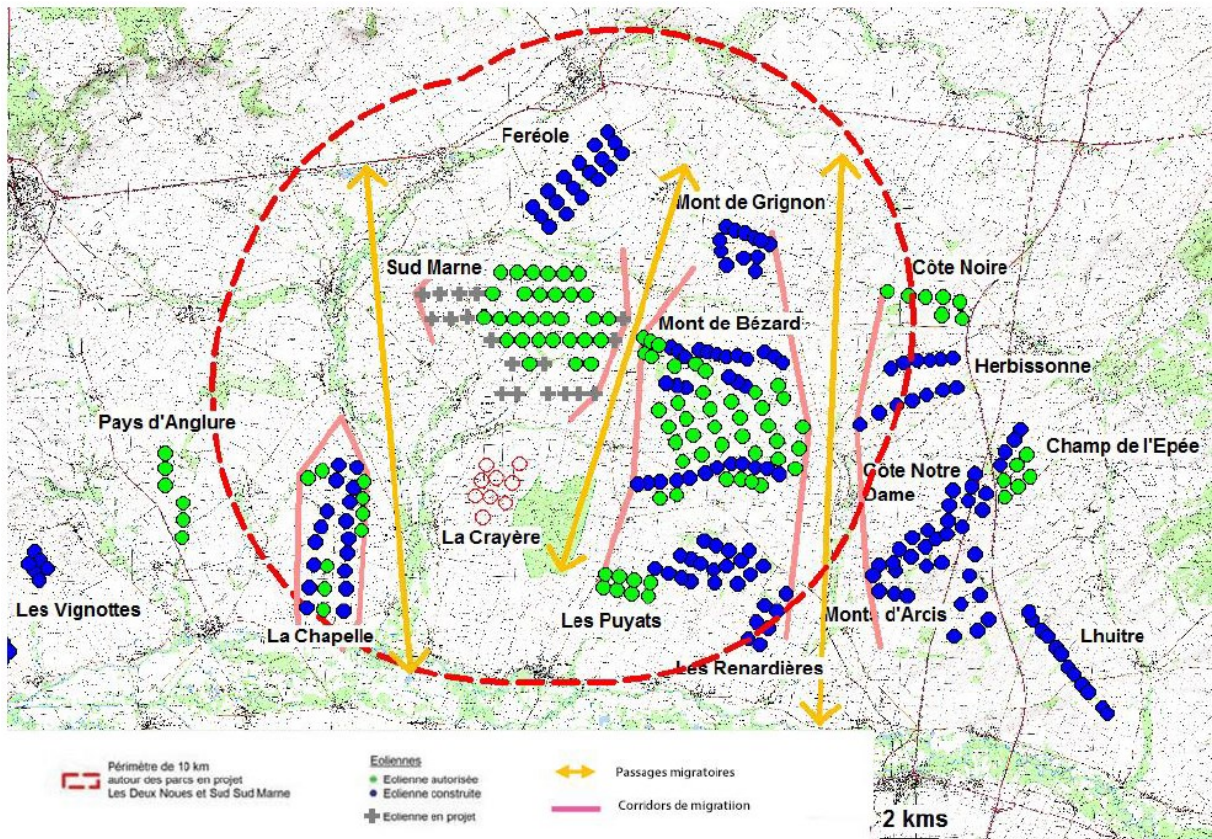 Feréole
Mont de Grignon
Sud Marne
Côte Noire
Mont de Bézard
Herbissonne
Pays d'Anglure
Champ de l'Epée
Côte Notre
Dame
La Crayère
Les Vignottes
La Chapelle
Les Puyats
Monts d'Arcis
Lhuitre
Les Renardières
Périmètre de 10 km
autour des parcs en projet
Les Deux Noues et Sud Sud Marne
Eoliennes
Eolienne autorisée
Eolienne construite
Eolienne en projet
Passages migratoires
Corridors de migratiion
2 kms